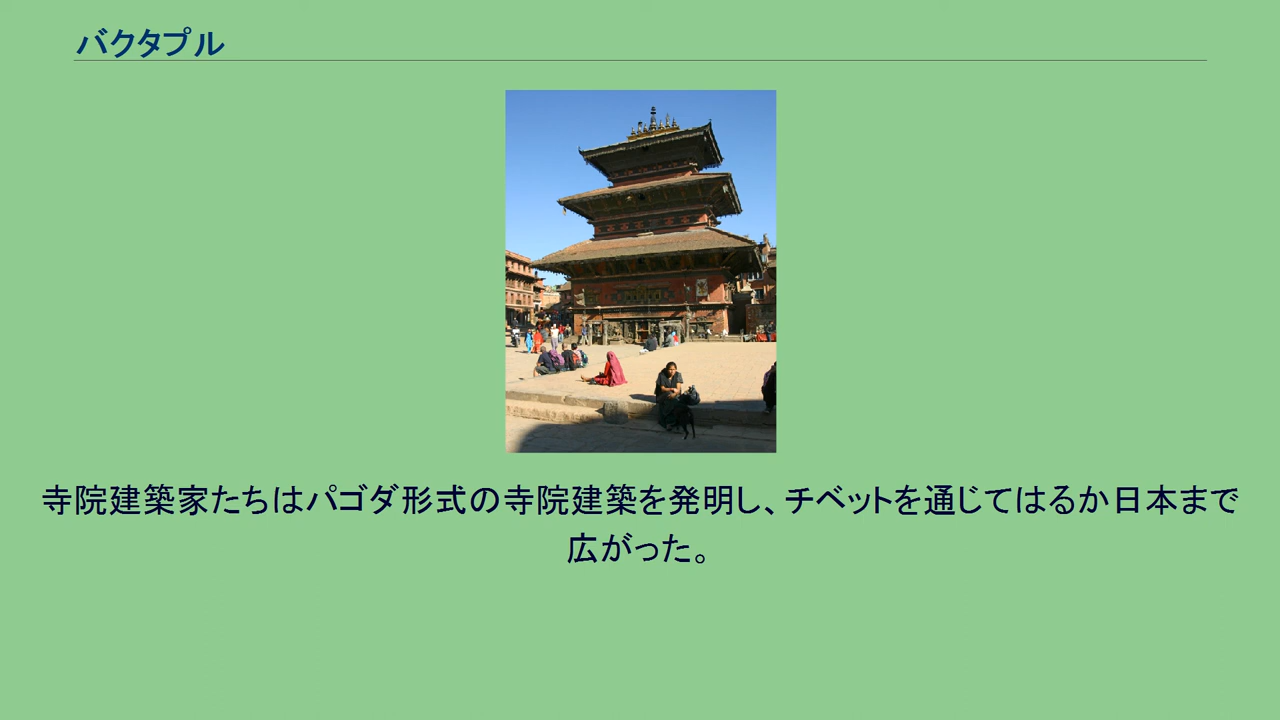 バクタプル
寺院建築家たちはパゴダ形式の寺院建築を発明し、チベットを通じてはるか日本まで
広がった。